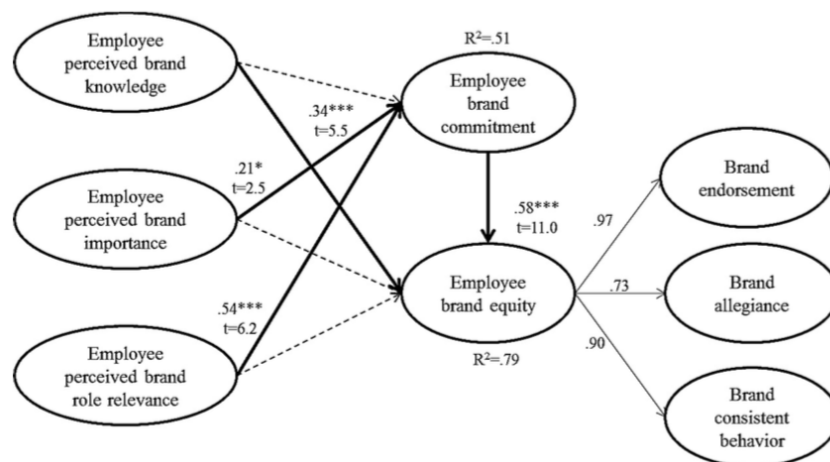 Employee
perceived brand
knowledge
Employee
perceived brand
importance
Employee
perceived brand
role relevance
.34***
t=5.5
.21*
t=2.5
.54***
t=6.2
R²=.51
Employee
brand
commitment
.58***
t=11.0
Employee
brand equity
R²=.79
.97
.73
.90
Brand
endorsement
Brand
allegiance
Brand
consistent
behavior